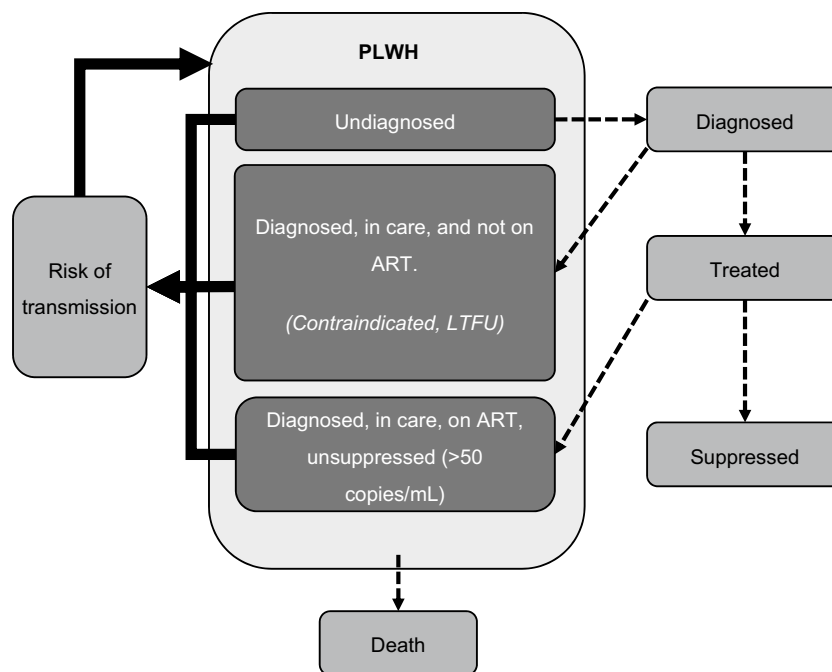 PLWH
Undiagnosed
Diagnosed
Diagnosed, in care, and not on
ART.
(Contraindicated, LTFU)
Risk of
transmission
Treated
Diagnosed, in care, on ART,
unsuppressed (>50
copies/mL)
Suppressed
Death